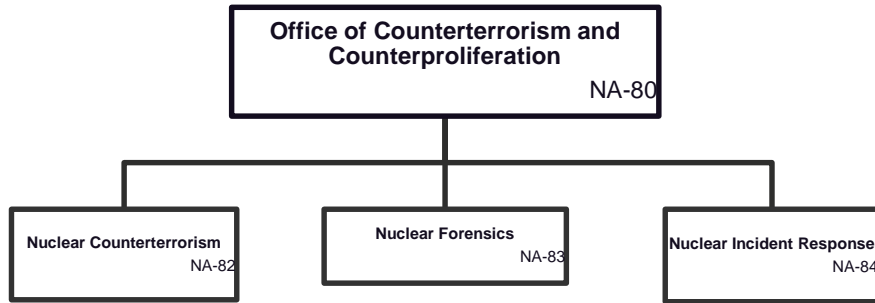 Office of Counterterrorism and
Counterproliferation
NA-80
Nuclear Counterterrorism
NA-82
Nuclear Forensics
NA-83
Nuclear Incident Response
NA-84